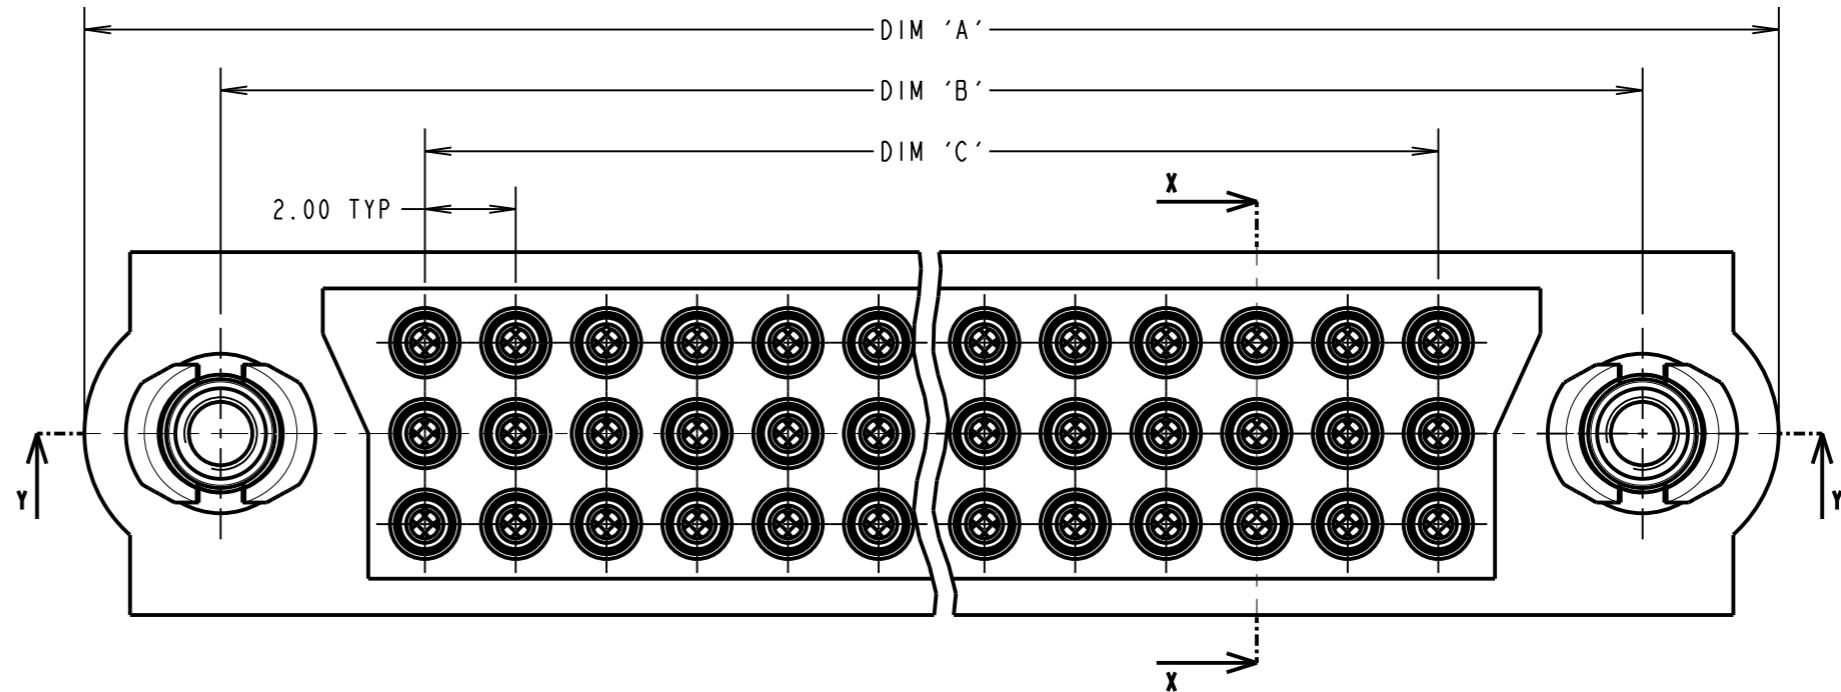 DIM 'A'
DIM 'B'
DIM 'C'
2.00 TYP
X
Y
Y
X